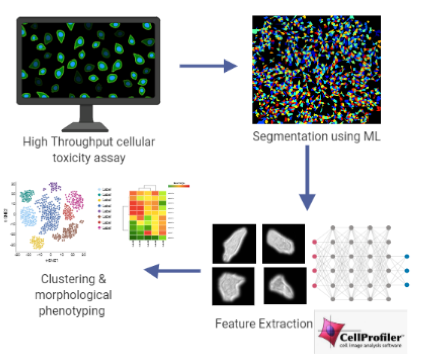 High Throughput cellular
toxicity assay
Segmentation using ML
Clustering &
morphological
phenotyping
Feature Extraction
CellProfiler
cell image analysis software